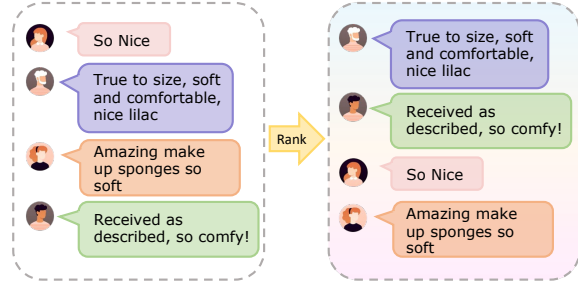 So Nice
True to size, soft
and comfortable,
nice lilac
Amazing make
up sponges so
soft
Received as
described, so comfy!
Rank
True to size, soft
and comfortable,
nice lilac
Received as
described, so comfy!
So Nice
Amazing make
up sponges so
soft